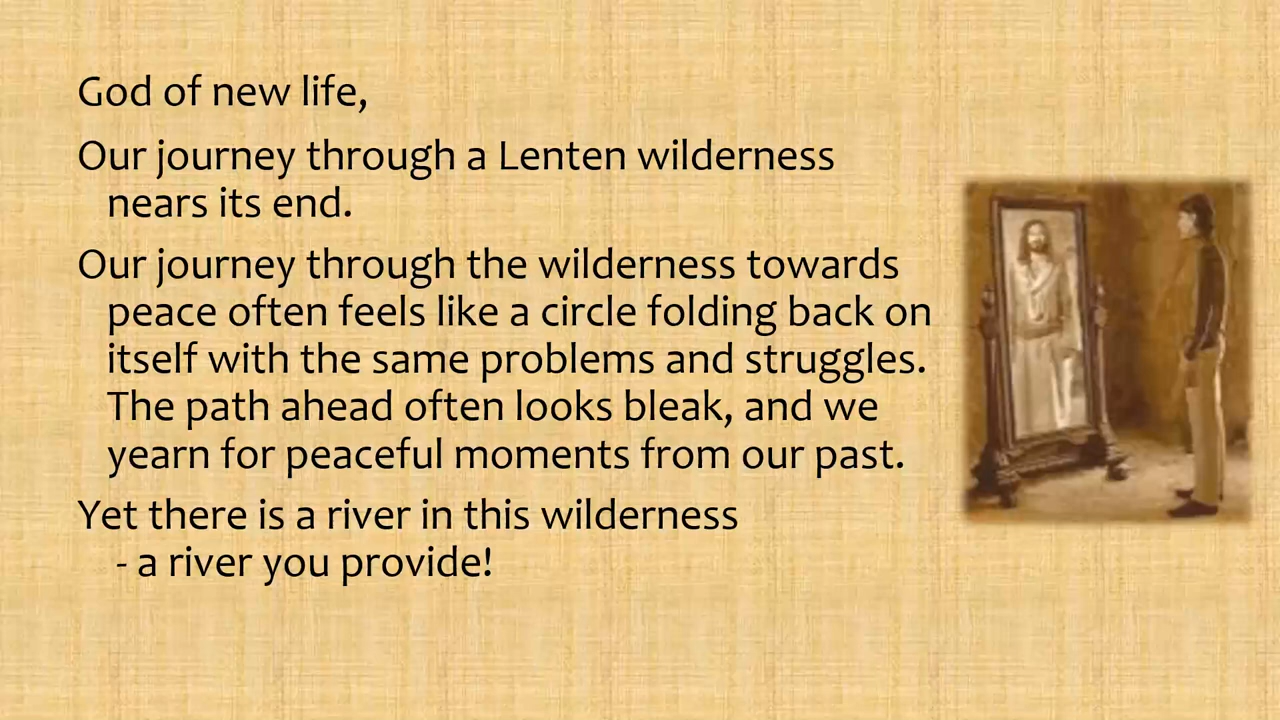 God of new life,
Our journey through a Lenten wilderness
nears its end.
Our journey through the wilderness towards
peace often feels like a circle folding back on
itself with the same problems and struggles.
The path ahead often looks bleak, and we
yearn for peaceful moments from our past.
Yet there is a river in this wilderness
- a river you provide!